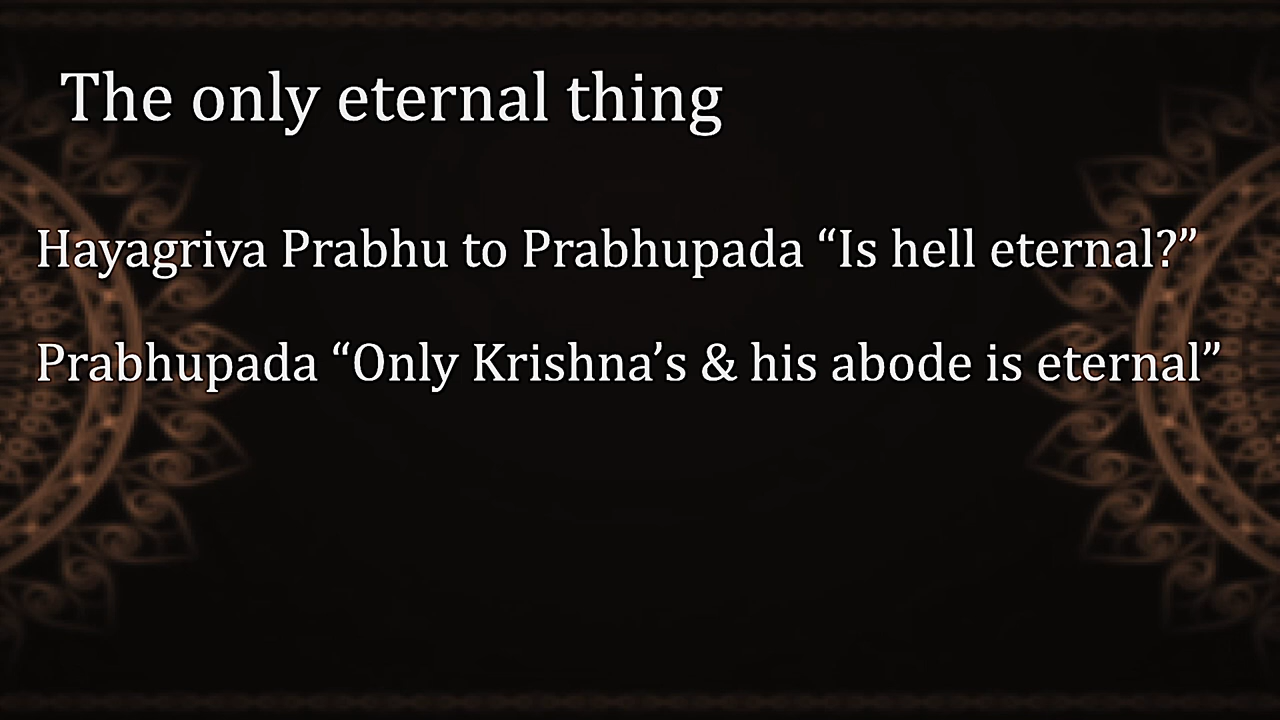 The only eternal thing
Hayagriva Prabhu to Prabhupada “Is hell eternal?”
Prabhupada “Only Krishna’s & his abode is eternal”